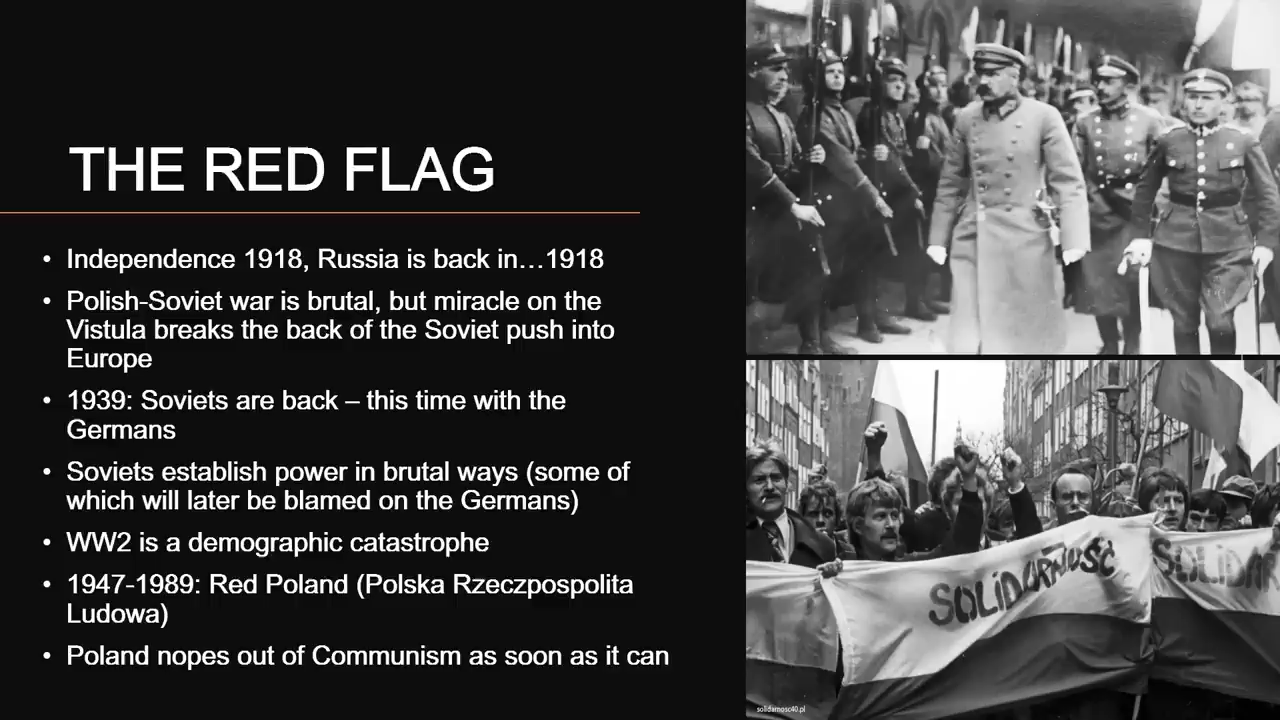 THE RED FLAG
• Independence 1918, Russia is back in…1918
• Polish-Soviet war is brutal, but miracle on the
Vistula breaks the back of the Soviet push into
Europe
• 1939: Soviets are back – this time with the
Germans
• Soviets establish power in brutal ways (some of
which will later be blamed on the Germans)
• WW2 is a demographic catastrophe
• 1947-1989: Red Poland (Polska Rzeczpospolita
Ludowa)
• Poland nopes out of Communism as soon as it can
SOLIDARNOŚĆ
SOLIDAR
solidarnosc40.pl